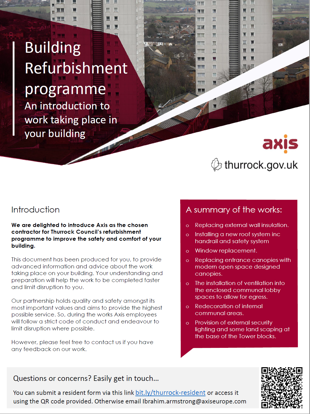 Building
Refurbishment
programme
An introduction to
work taking place in
your building
axis
thurrock.gov.uk
Introduction
We are delighted to introduce Axis as the chosen
contractor for Thurrock Council's refurbishment
programme to improve the safety and comfort of your
building.
This document has been produced for you, to provide
advanced information and advice about the work
taking place on your building. Your understanding and
preparation will help the work to be completed faster
and limit disruption to you.
Our partnership holds quality and safety amongst its
most important values and aims to provide the highest
possible service. So, during the works Axis employees
will follow a strict code of conduct and endeavour to
limit disruption where possible.
However, please feel free to contact us if you have
any feedback on our work.
A summary of the works:
o Replacing external wall insulation.
o Installing a new roof system inc
handrail and safety system
o Window replacement.
o Replacing entrance canopies with
modern open space designed
canopies.
o The installation of ventilation into
the enclosed communal lobby
spaces to allow for egress.
o Redecoration of internal
communal areas.
o Provision of external security
lighting and some land scaping at
the base of the Tower blocks.
Questions or concerns? Easily get in touch...
You can submit a resident form via this link bit.ly/thurrock-resident or access it
using the QR code provided. Otherwise email Ibrahim.armstrong@axiseurope.com